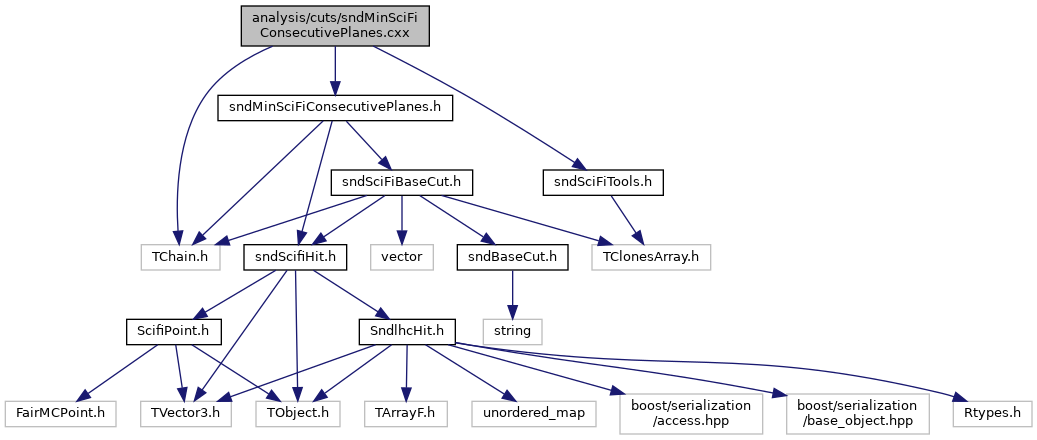 analysis/cuts/sndMinSciFi
ConsecutivePlanes.cxx
sndMinSciFiConsecutivePlanes.h
sndSciFiBaseCut.h
sndSciFiTools.h
TChain.h
sndScifiHit.h
vector
sndBaseCut.h
TClonesArray.h
ScifiPoint.h
SndlhcHit.h
string
FairMCPoint.h
TVector3.h
TObject.h
TArrayF.h
unordered_map
boost/serialization
/access.hpp
boost/serialization
/base_object.hpp
Rtypes.h